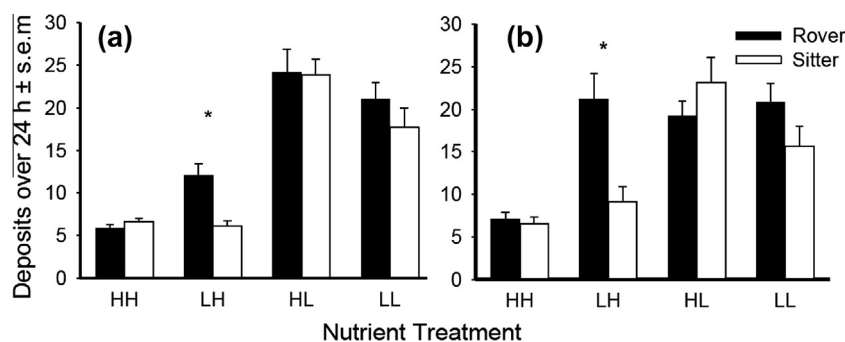 Deposits over 24 h ± s.e.m
(a)
30
25
20
15
10
5
0
*
HH LH HL LL
(b)
30
25
20
15
10
5
0
*
Rover
Sitter
HH LH HL LL
Nutrient Treatment